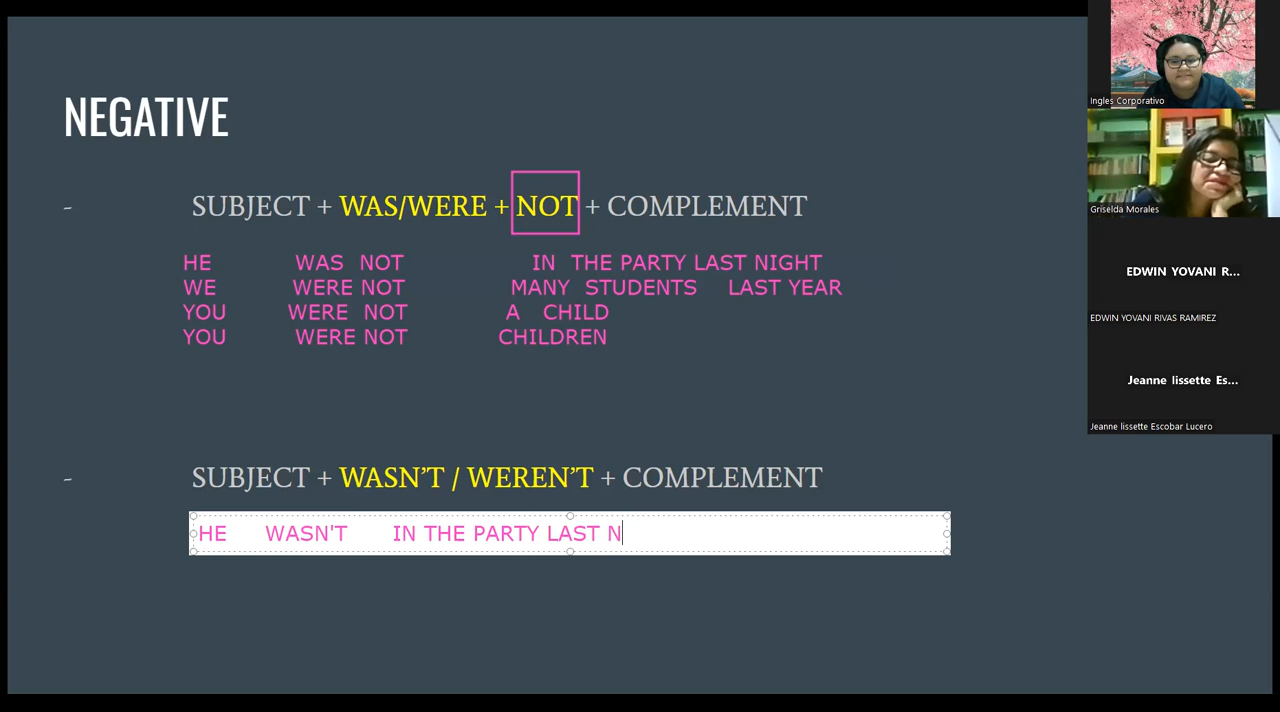 NEGATIVE
- SUBJECT + WAS/WERE + NOT + COMPLEMENT
HE WAS NOT IN THE PARTY LAST NIGHT
WE WERE NOT MANY STUDENTS LAST YEAR
YOU WERE NOT A CHILD
YOU WERE NOT CHILDREN
- SUBJECT + WASN’T / WEREN’T + COMPLEMENT
HE WASN'T IN THE PARTY LAST N
Ingles Corporativo
Griselda Morales
EDWIN YOVANI R...
EDWIN YOVANI RIVAS RAMIREZ
Jeanne lissette Es...
Jeanne lissette Escobar Lucero